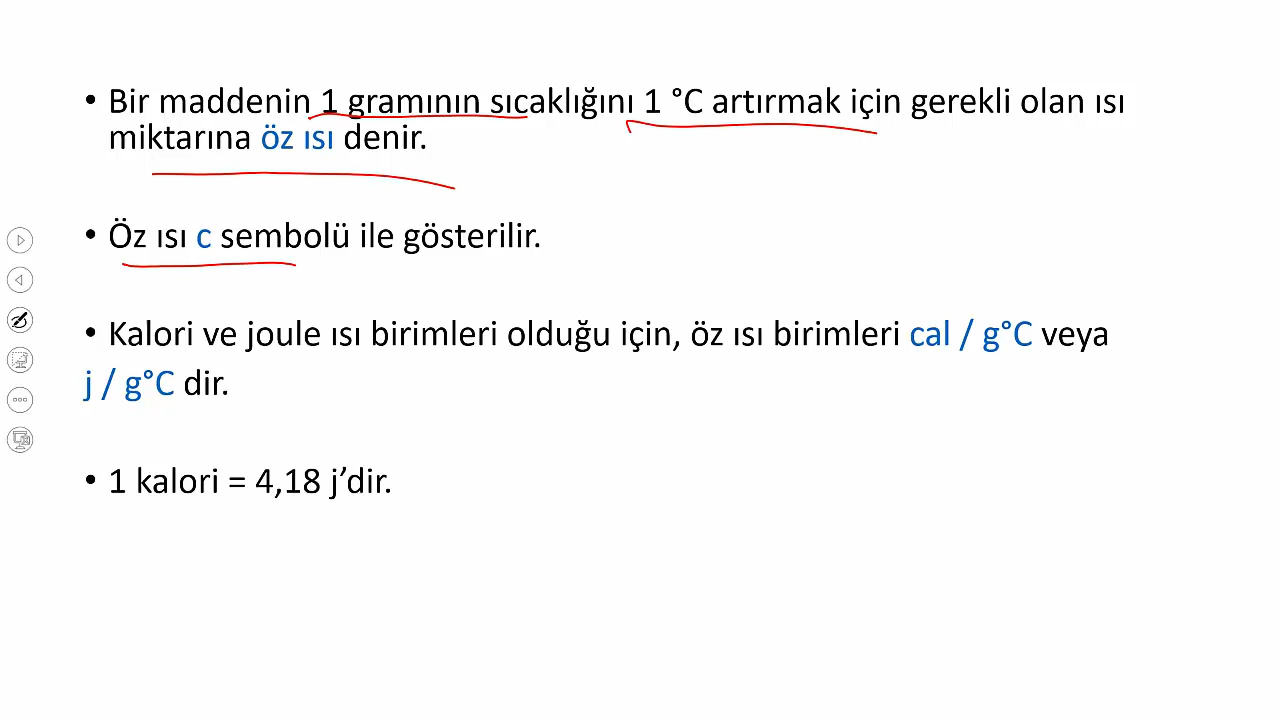 • Bir maddenin 1 gramının sıcaklığını 1 °C artırmak için gerekli olan ısı
miktarına öz ısı denir.
• Öz ısı c sembolü ile gösterilir.
• Kalori ve joule ısı birimleri olduğu için, öz ısı birimleri cal / g°C veya
j / g°C dir.
• 1 kalori = 4,18 j’dir.